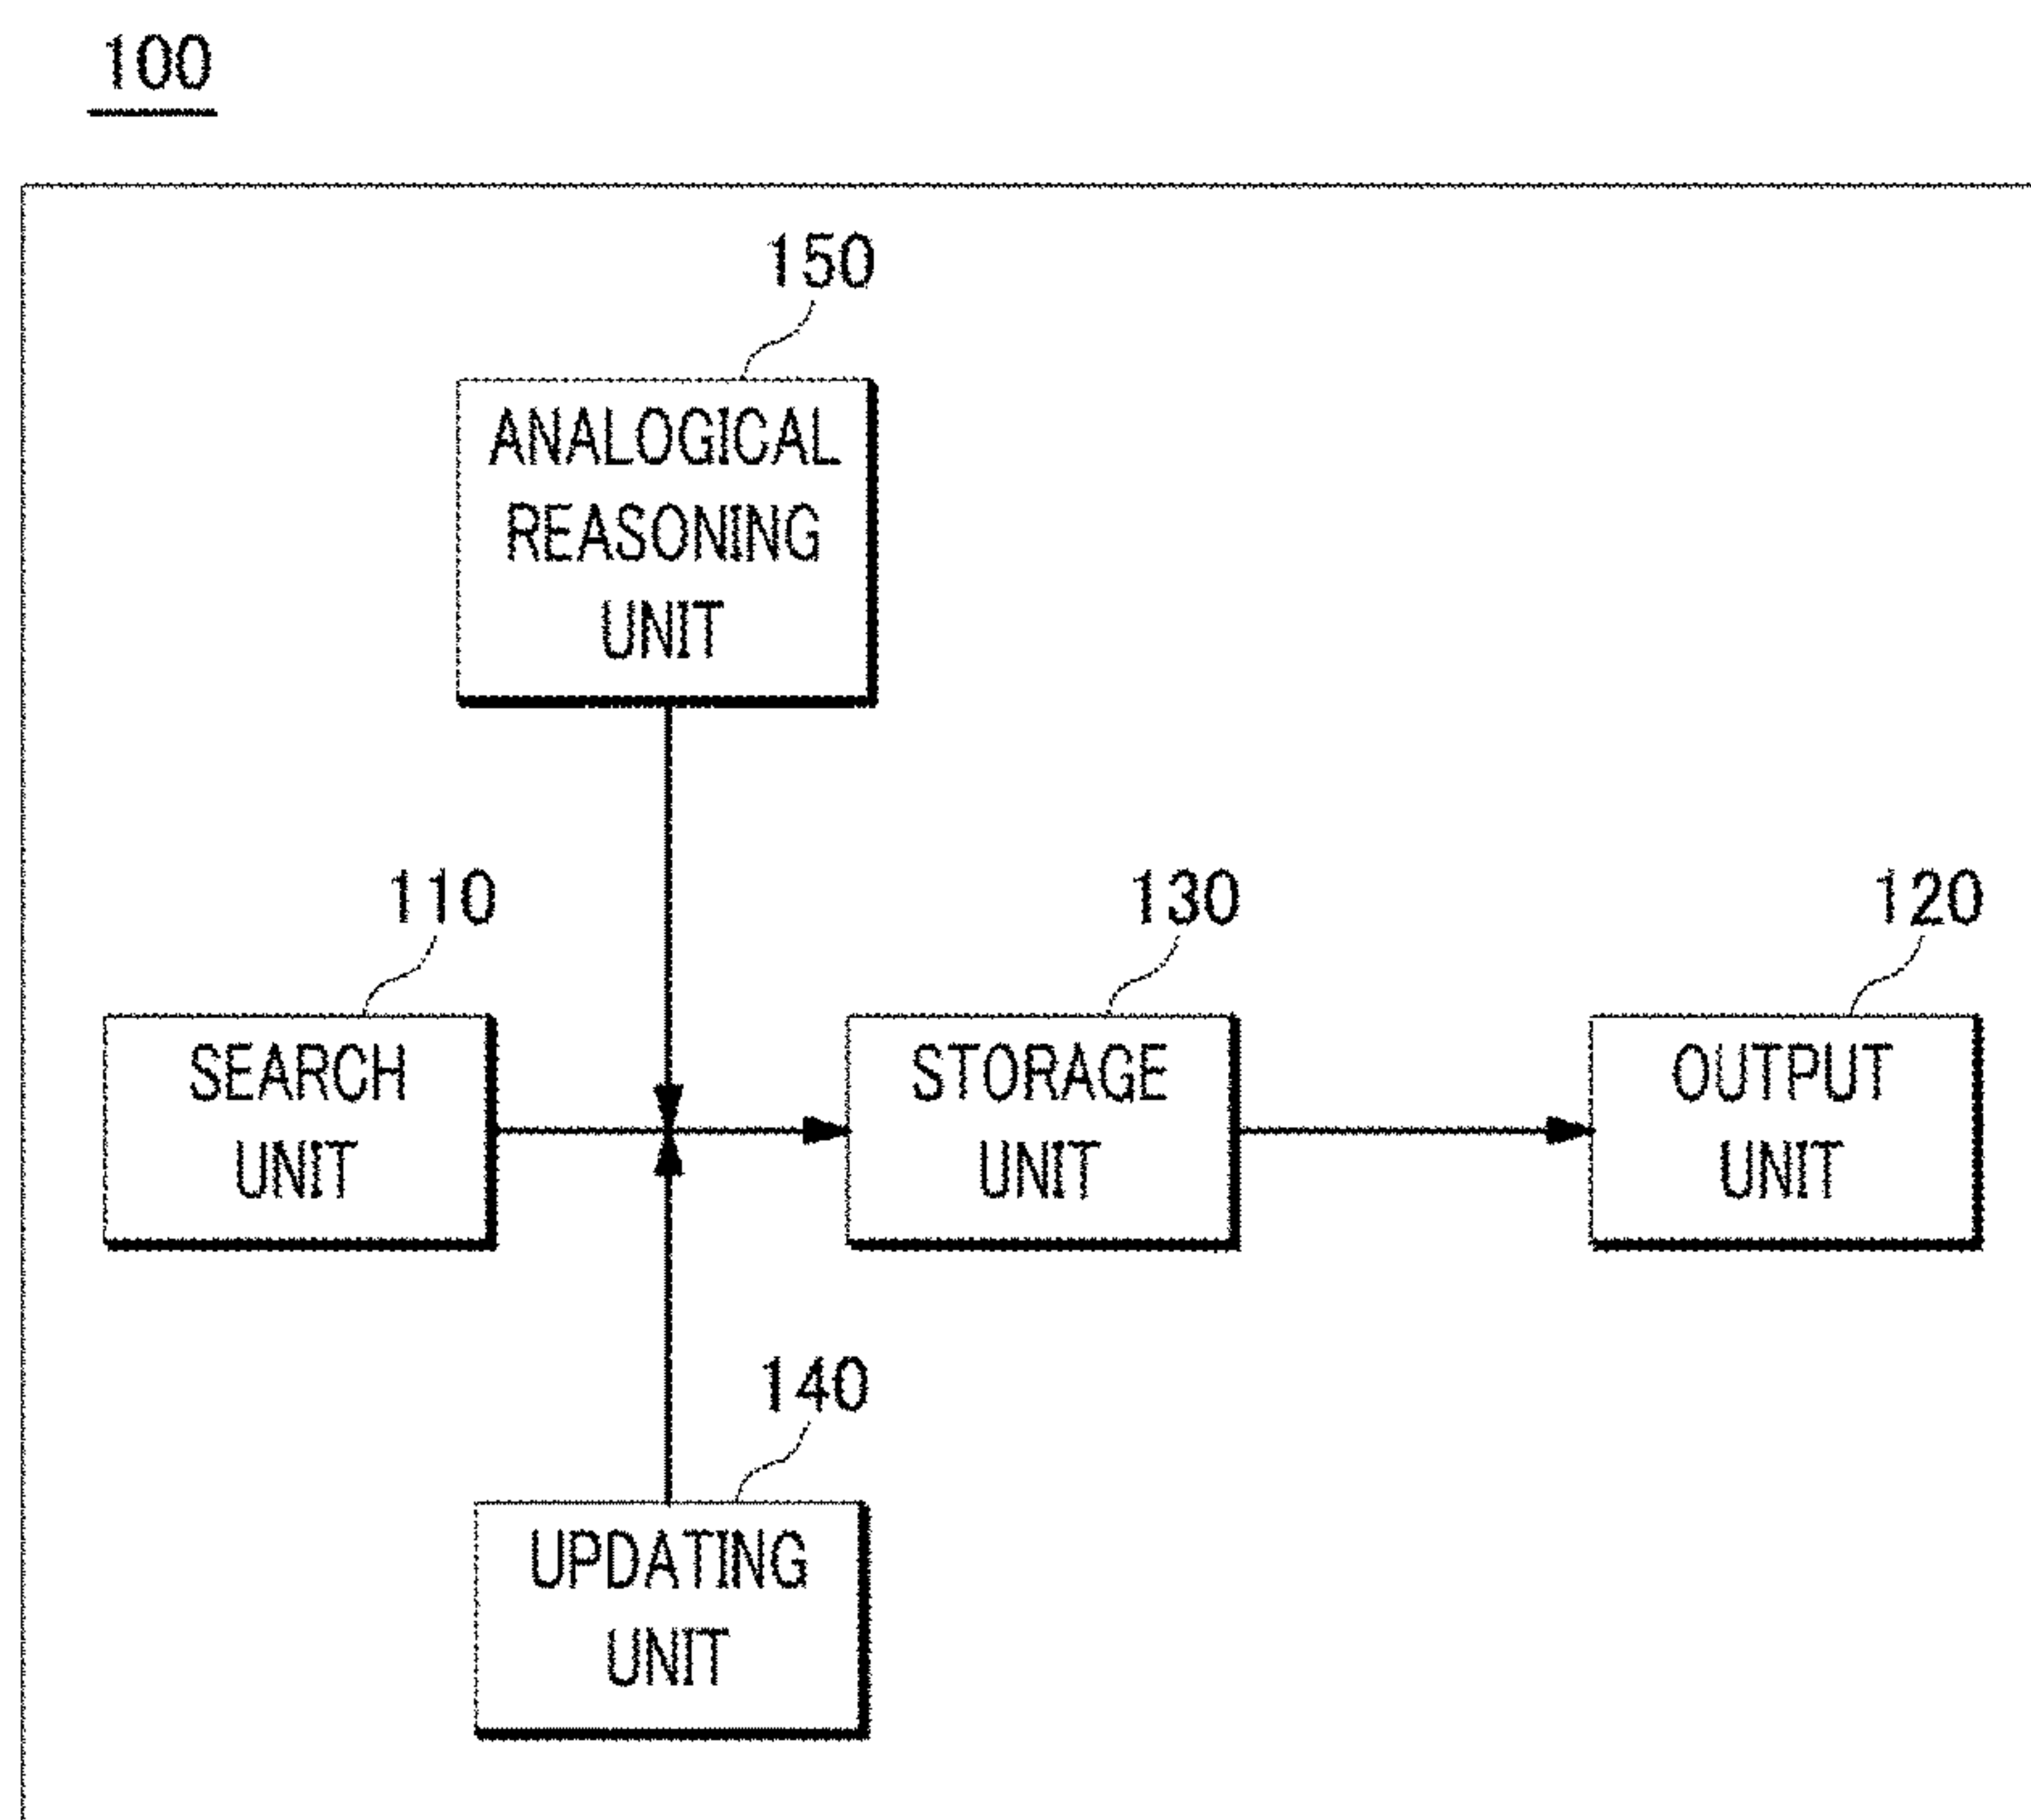 100
150
ANALOGICAL
REASONING
UNIT
110
130
120
SEARCH
UNIT
STORAGE
UNIT
OUTPUT
UNIT
140
UPDATING
UNIT